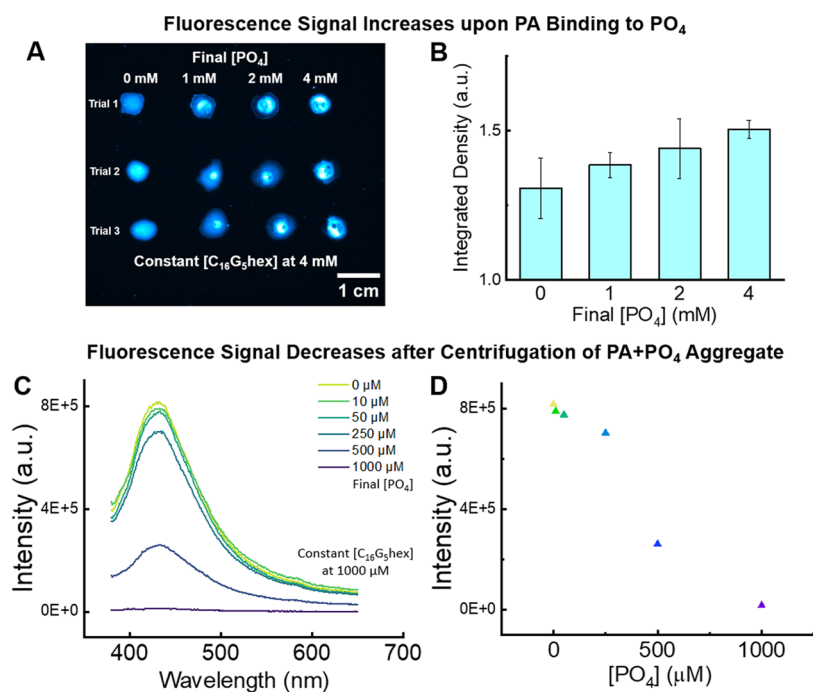 Fluorescence Signal Increases upon PA Binding to PO₄
A
Final [PO₄]
0 mM 1 mM 2 mM 4 mM
Trial 1
Trial 2
Trial 3
Constant [C₁₆G₅hex] at 4 mM
1 cm
B
Integrated Density (a.u.)
1.5
1.0
0 1 2 4
Final [PO₄] (mM)
Fluorescence Signal Decreases after Centrifugation of PA+PO₄ Aggregate
C
Intensity (a.u.)
8E+5
4E+5
0E+0
0 µM
10 µM
50 µM
250 µM
500 µM
1000 µM
Final [PO₄]
Constant [C₁₆G₅hex]
at 1000 µM
400 500 600 700
Wavelength (nm)
D
Intensity (a.u.)
8E+5
4E+5
0E+0
0 500 1000
[PO₄] (µM)